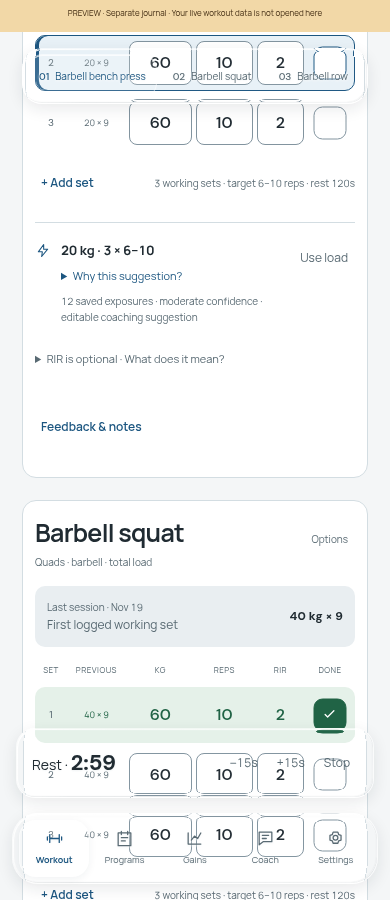 PREVIEW · Separate journal · Your live workout data is not opened here
2 20 × 9 60 10 2
01 Barbell bench press 02 Barbell squat 03 Barbell row
3 20 × 9 60 10 2
+ Add set 3 working sets · target 6–10 reps · rest 120s
20 kg · 3 × 6–10
Use load
▶ Why this suggestion?
12 saved exposures · moderate confidence ·
editable coaching suggestion
▶ RIR is optional · What does it mean?
Feedback & notes
Barbell squat
Options
Quads · barbell · total load
Last session · Nov 19
First logged working set
40 kg × 9
SET PREVIOUS KG REPS RIR DONE
1 40 × 9 60 10 2
Rest · 2:59 −15s +15s Stop
2 40 × 9 60 10 2
3 40 × 9 60 10 2
Workout Programs Gains Coach Settings
+ Add set 3 working sets · target 6–10 reps · rest 120s